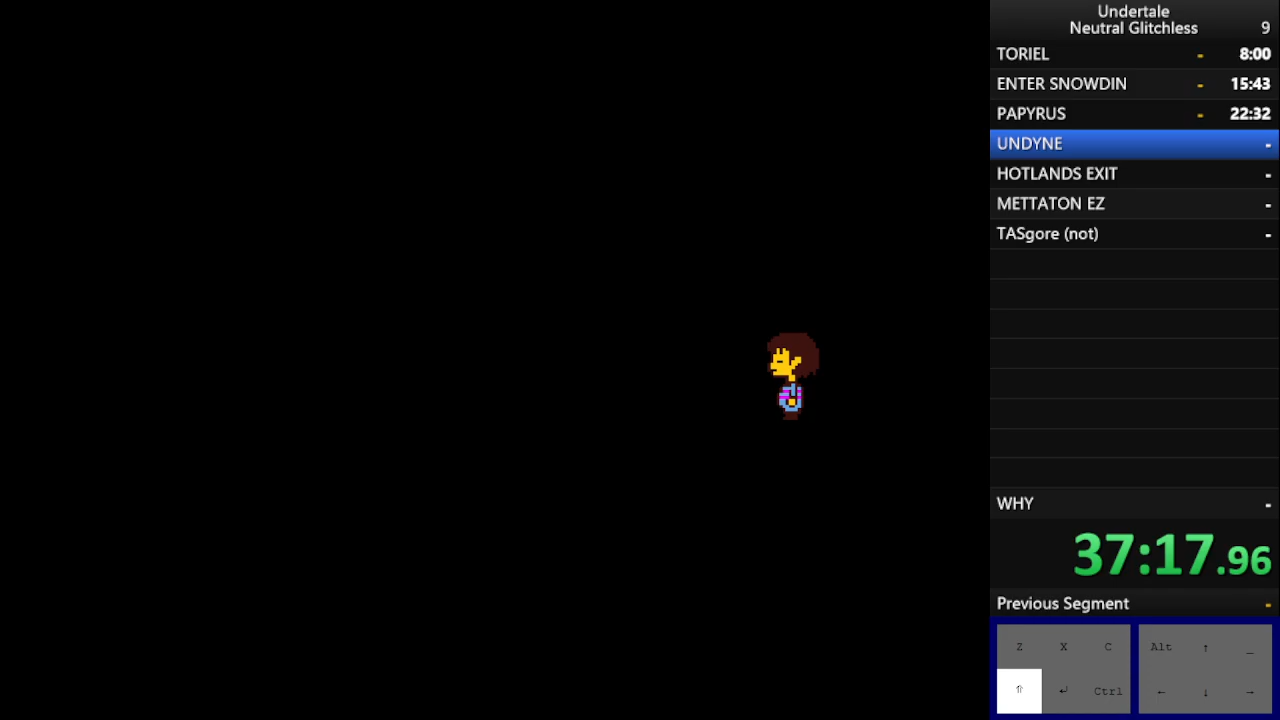 Undertale
Neutral Glitchless 9
TORIEL - 8:00
ENTER SNOWDIN - 15:43
PAPYRUS - 22:32
UNDYNE -
HOTLANDS EXIT -
METTATON EZ -
TASgore (not) -
WHY -
37:17.96
Previous Segment -
Z X C Alt ↑ _
⇧ ↵ Ctrl ← ↓ →